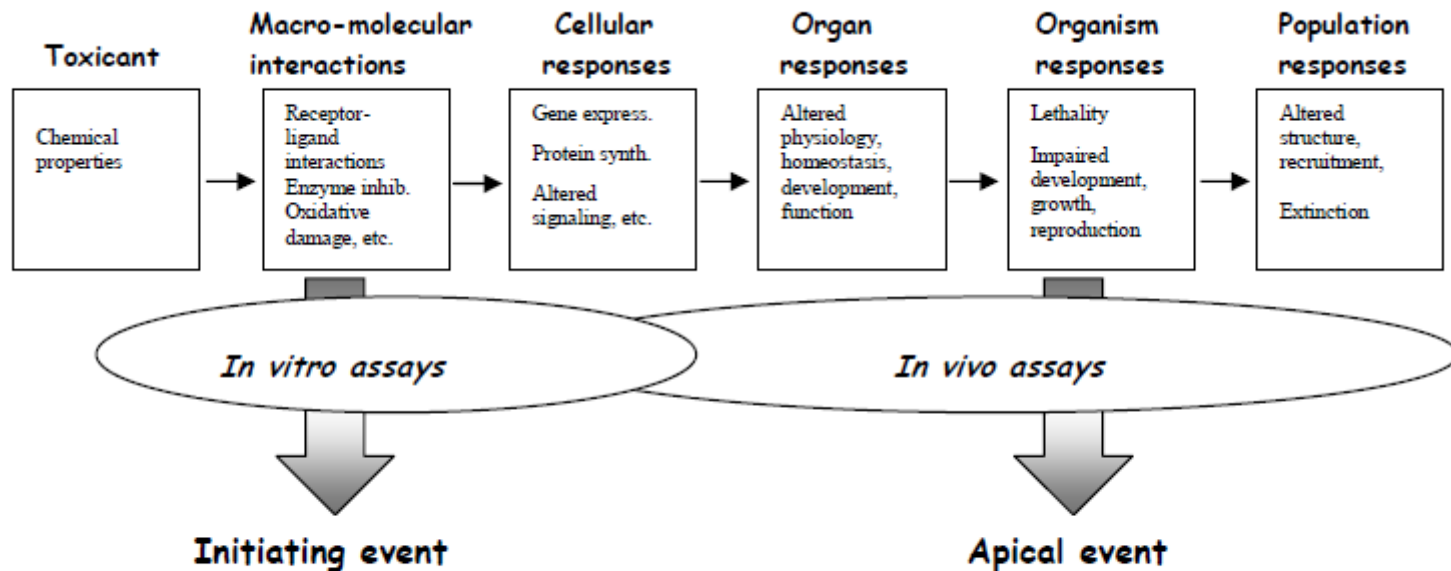 Toxicant
Macro-molecular
interactions
Cellular
responses
Organ
responses
Organism
responses
Population
responses
Chemical
properties
Receptor-
ligand
interactions
Enzyme inhib.
Oxidative
damage, etc.
Gene express.
Protein synth.
Altered
signaling, etc.
Altered
physiology,
homeostasis,
development,
function
Lethality
Impaired
development,
growth,
reproduction
Altered
structure,
recruitment,
Extinction
In vitro assays
In vivo assays
Initiating event
Apical event